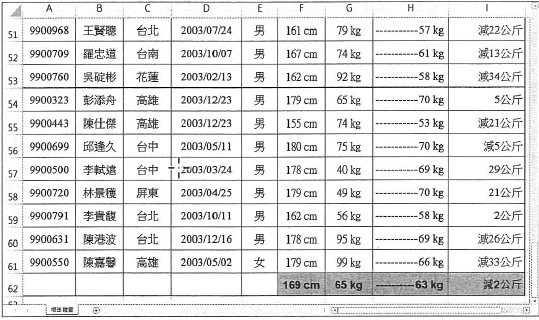 A B C D E F G H I
51 9900968 王賢聰 台北 2003/07/24 男 161 cm 79 kg -----------57 kg 減22公斤
52 9900709 羅忠道 台南 2003/10/07 男 167 cm 74 kg -----------61 kg 減13公斤
53 9900760 吳碇彬 花蓮 2003/02/13 男 162 cm 92 kg -----------58 kg 減34公斤
54 9900323 彭添舟 高雄 2003/12/23 男 179 cm 65 kg -----------70 kg 5公斤
55 9900443 陳仕傑 高雄 2003/12/23 男 155 cm 74 kg -----------53 kg 減21公斤
56 9900699 邱逢久 台中 2003/05/11 男 180 cm 75 kg -----------70 kg 減5公斤
57 9900500 李軾遠 台中 2003/03/24 男 178 cm 40 kg -----------69 kg 29公斤
58 9900720 林景穫 屏東 2003/04/25 男 179 cm 49 kg -----------70 kg 21公斤
59 9900791 李貴馥 台北 2003/10/11 男 162 cm 56 kg -----------58 kg 2公斤
60 9900631 陳港波 台北 2003/12/16 男 178 cm 95 kg -----------69 kg 減26公斤
61 9900550 陳嘉馨 高雄 2003/05/02 女 179 cm 99 kg -----------66 kg 減33公斤
62 169 cm 65 kg -----------63 kg 減2公斤
標準體重